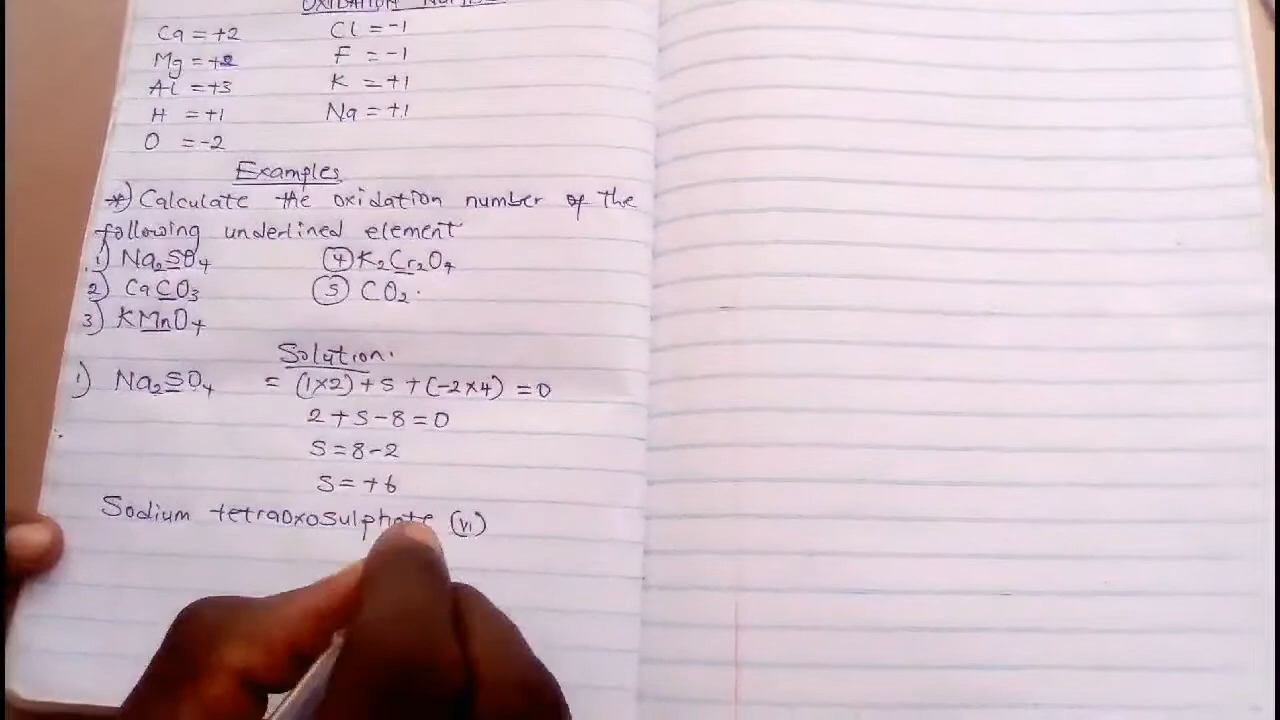 OXIDATION NUMBER
Ca = +2 Cl = -1
Mg = +2 F = -1
Al = +3 K = +1
H = +1 Na = +1
O = -2
Examples
*) Calculate the oxidation number of the
following underlined element
1) Na₂SO₄ (4) K₂Cr₂O₇
2) CaCO₃ (5) CO₂.
3) KMnO₄
Solution.
1) Na₂SO₄ = (1×2) + S + (-2×4) = 0
2 + S - 8 = 0
S = 8 - 2
S = +6
Sodium tetraoxosulphate (vi)